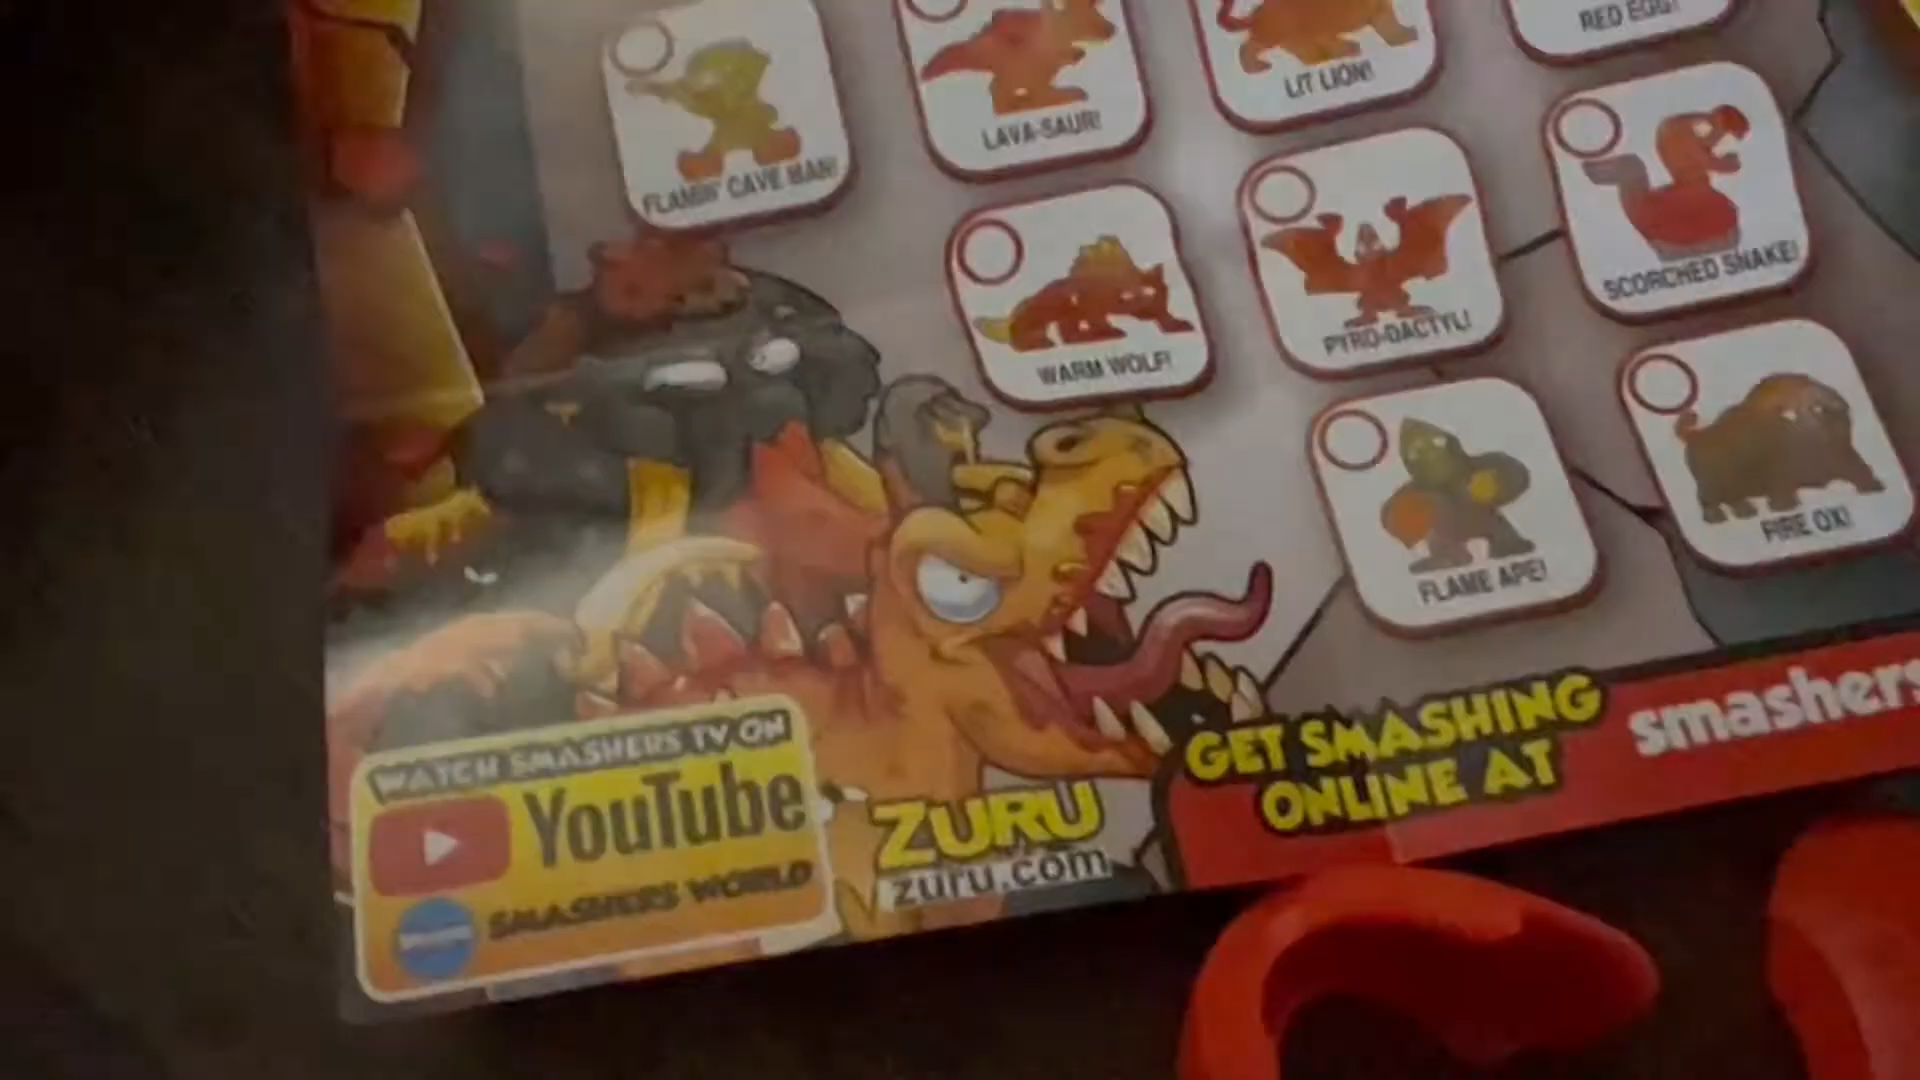 RED EGG!
LIT LION!
LAVA-SAUR!
FLAMIN' CAVE MAN!
SCORCHED SNAKE!
PYRO-DACTYL!
WARM WOLF!
FIRE OX!
FLAME APE!
WATCH SMASHERS TV ON
YouTube
SMASHERS WORLD
ZURU
zuru.com
GET SMASHING
ONLINE AT
smashers